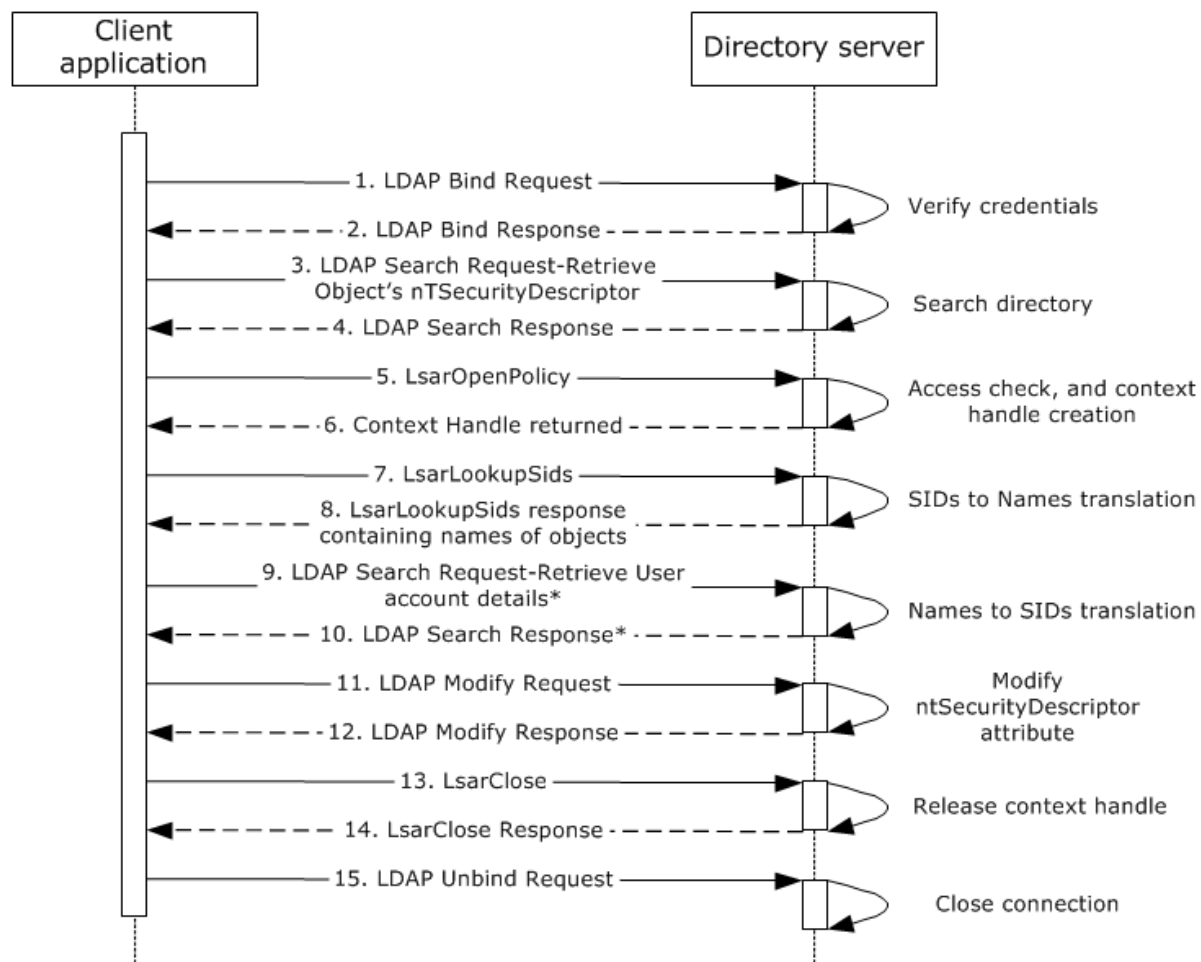 Client
application
Directory server
1. LDAP Bind Request
Verify credentials
2. LDAP Bind Response
3. LDAP Search Request-Retrieve
Object's nTSecurityDescriptor
Search directory
4. LDAP Search Response
5. LsarOpenPolicy
Access check, and context
handle creation
6. Context Handle returned
7. LsarLookupSids
SIDs to Names translation
8. LsarLookupSids response
containing names of objects
9. LDAP Search Request-Retrieve User
account details*
Names to SIDs translation
10. LDAP Search Response*
11. LDAP Modify Request
Modify
ntSecurityDescriptor
attribute
12. LDAP Modify Response
13. LsarClose
Release context handle
14. LsarClose Response
15. LDAP Unbind Request
Close connection